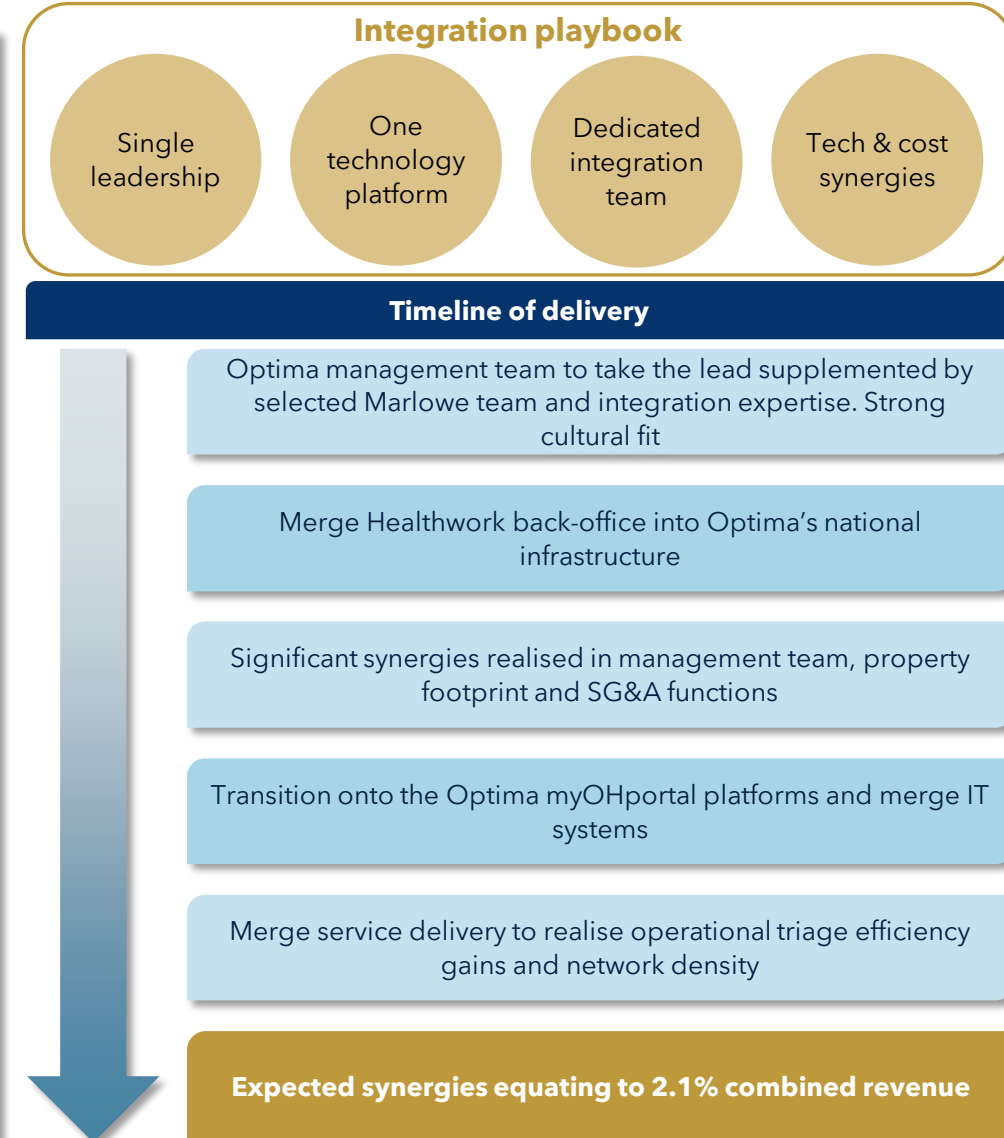 Integration playbook
Single
leadership
One
technology
platform
Dedicated
integration
team
Tech & cost
synergies
Timeline of delivery
Optima management team to take the lead supplemented by
selected Marlowe team and integration expertise. Strong
cultural fit
Merge Healthwork back-office into Optima’s national
infrastructure
Significant synergies realised in management team, property
footprint and SG&A functions
Transition onto the Optima myOHportal platforms and merge IT
systems
Merge service delivery to realise operational triage efficiency
gains and network density
Expected synergies equating to 2.1% combined revenue